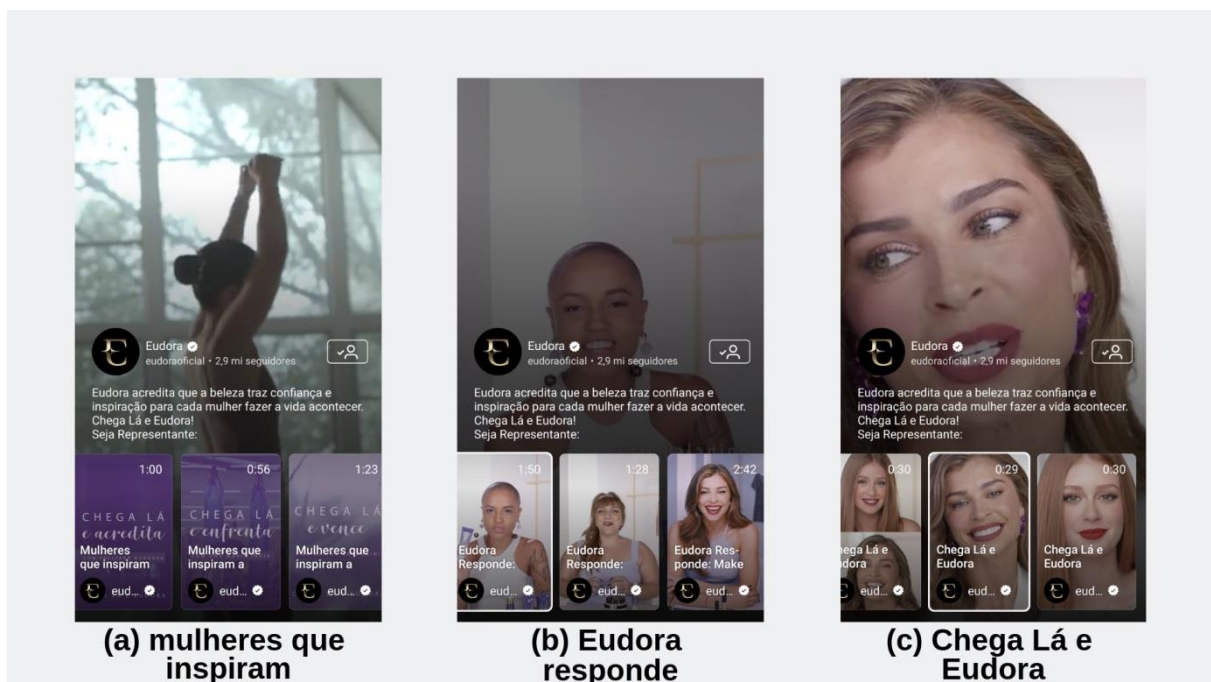 Eudora
eudoraoficial • 2,9 mi seguidores
Eudora acredita que a beleza traz confiança e
inspiração para cada mulher fazer a vida acontecer.
Chega Lá e Eudora!
Seja Representante:
1:00
CHEGA LÁ
e acredita
Mulheres
que inspiram
eud...
0:56
CHEGA LÁ
e enfrenta
Mulheres que
inspiram a
eud...
1:23
CHEGA LÁ
e vence
Mulheres que
inspiram a
eud...
(a) mulheres que
inspiram
Eudora
eudoraoficial • 2,9 mi seguidores
Eudora acredita que a beleza traz confiança e
inspiração para cada mulher fazer a vida acontecer.
Chega Lá e Eudora!
Seja Representante:
1:50
Eudora
Responde:
eud...
1:28
Eudora
Responde:
eud...
2:42
Eudora Res-
ponde: Make
eud...
(b) Eudora
responde
Eudora
eudoraoficial • 2,9 mi seguidores
Eudora acredita que a beleza traz confiança e
inspiração para cada mulher fazer a vida acontecer.
Chega Lá e Eudora!
Seja Representante:
0:30
hega Lá e
udora
eud...
0:29
Chega Lá e
Eudora
eud...
0:30
Chega Lá e
Eudora
eud...
(c) Chega Lá e
Eudora